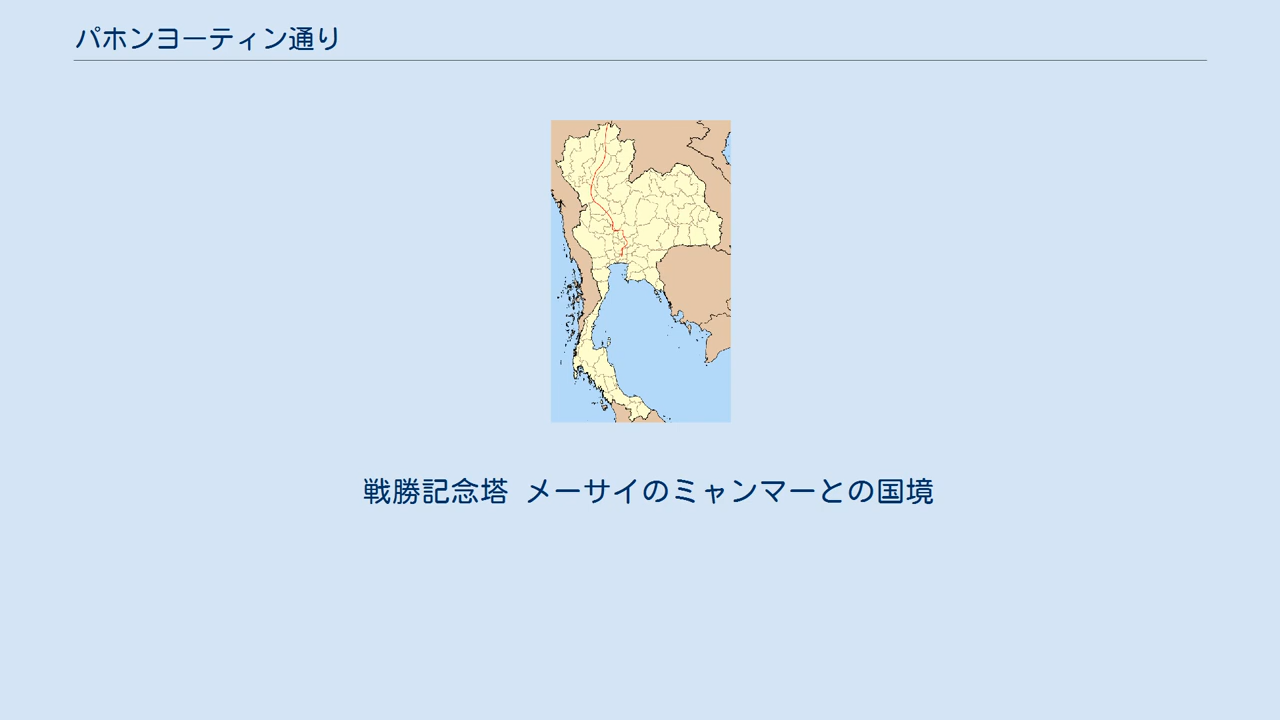 パホンヨーティン通り
戦勝記念塔 メーサイのミャンマーとの国境